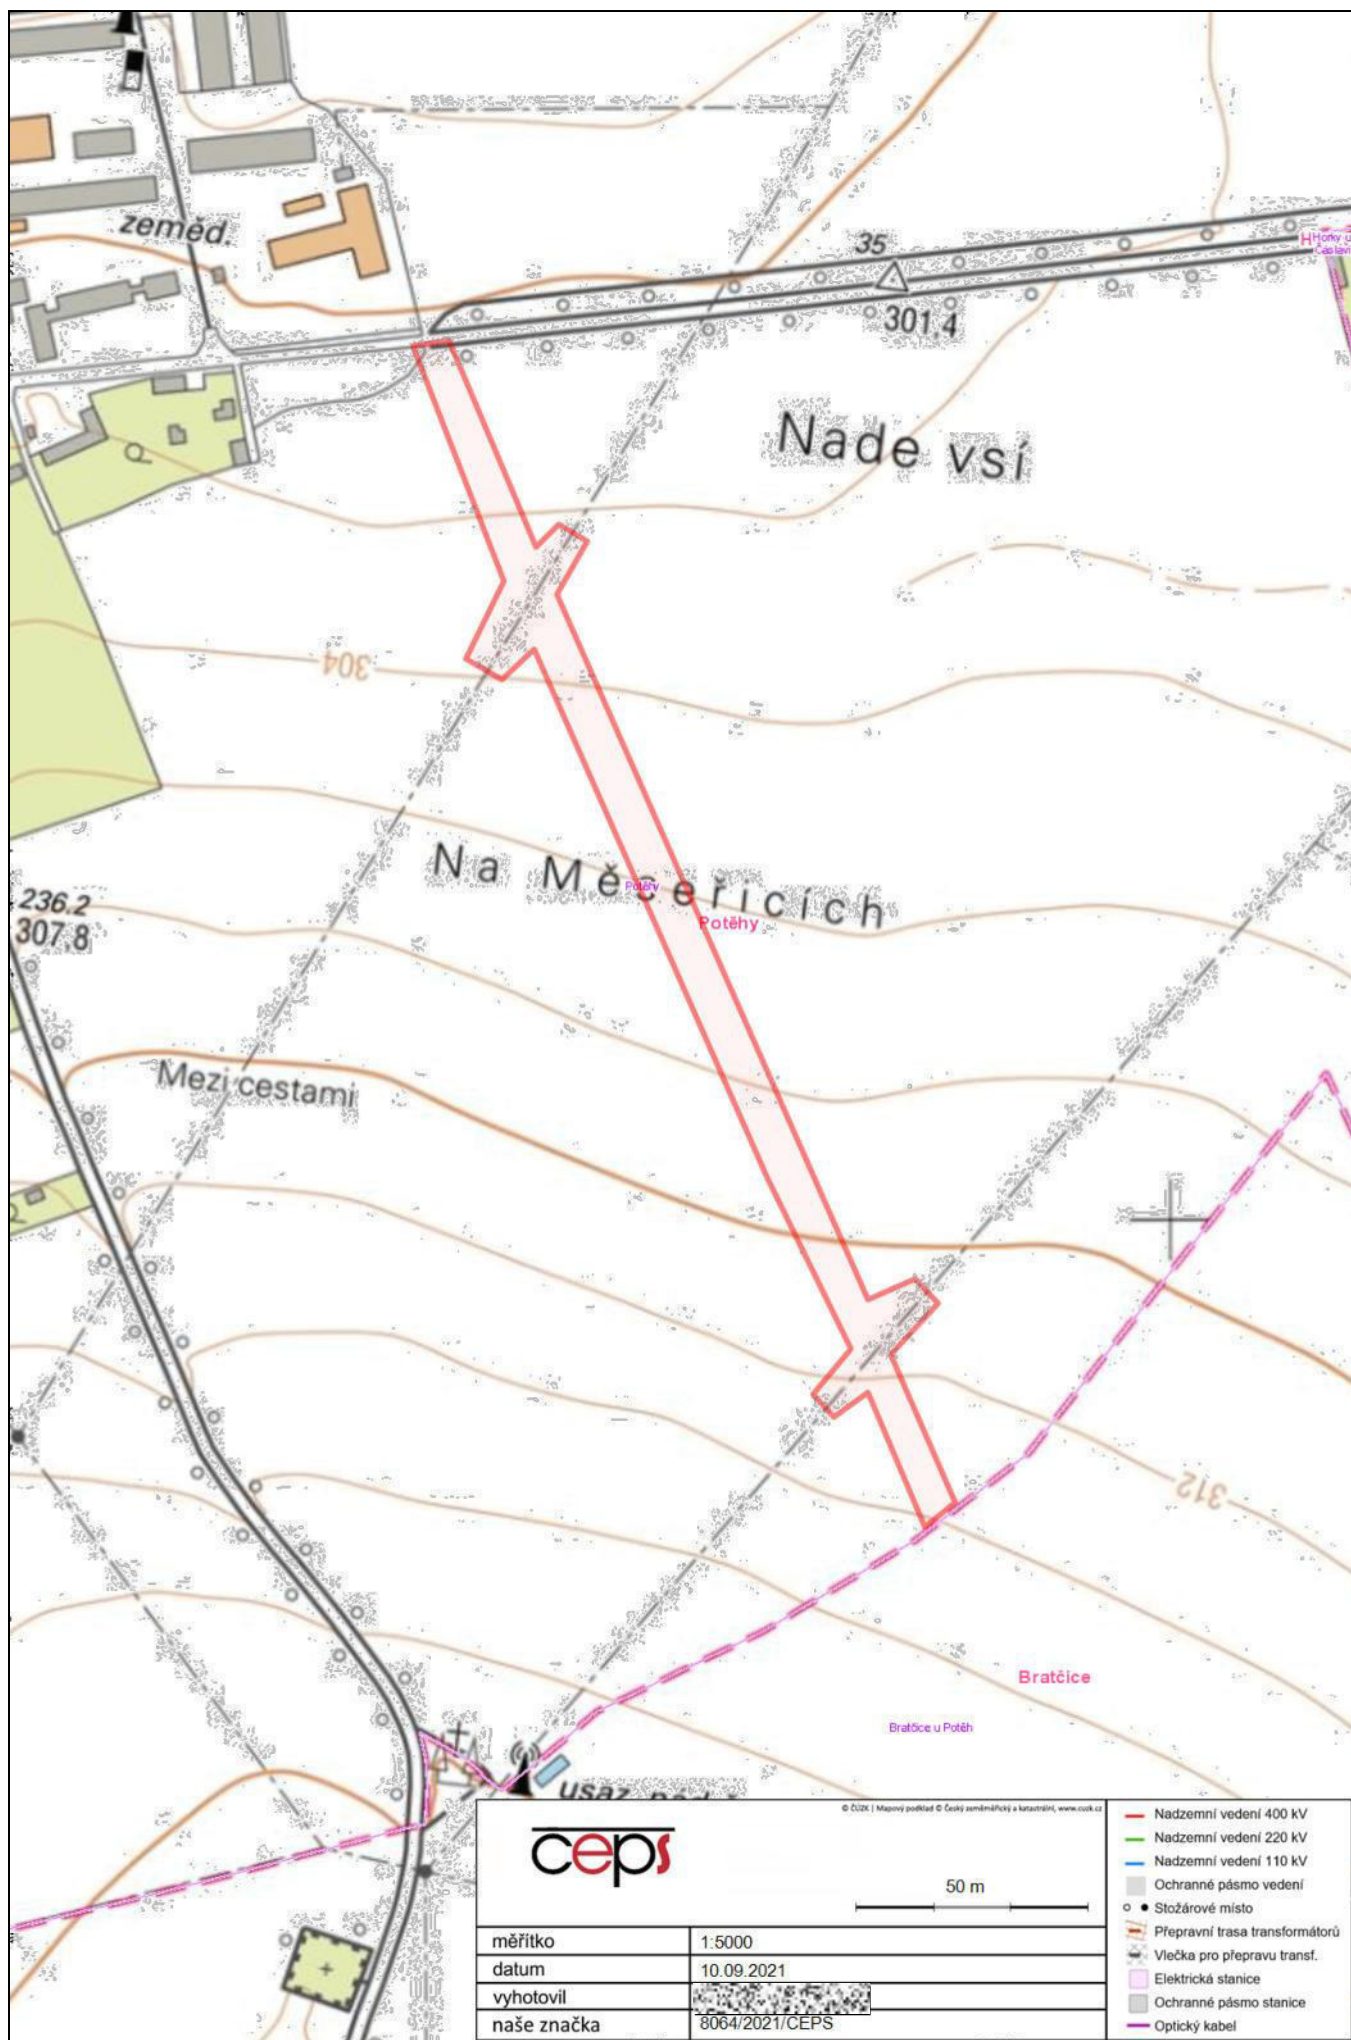 zeměd.
35
301.4
Horky u
Čáslavi
Nade vsí
304
Na Měceřicích
Potěhy
Potěhy
236.2
307.8
Mezi cestami
312
Bratčice
Bratčice u Potěh
usaz.
© ČÚZK | Mapový podklad © Český zeměměřický a katastrální, www.cuzk.cz
ceps
50 m
měřítko 1:5000
datum 10.09.2021
vyhotovil
naše značka 8064/2021/CEPS
Nadzemní vedení 400 kV
Nadzemní vedení 220 kV
Nadzemní vedení 110 kV
Ochranné pásmo vedení
Stožárové místo
Přepravní trasa transformátorů
Vlečka pro přepravu transf.
Elektrická stanice
Ochranné pásmo stanice
Optický kabel